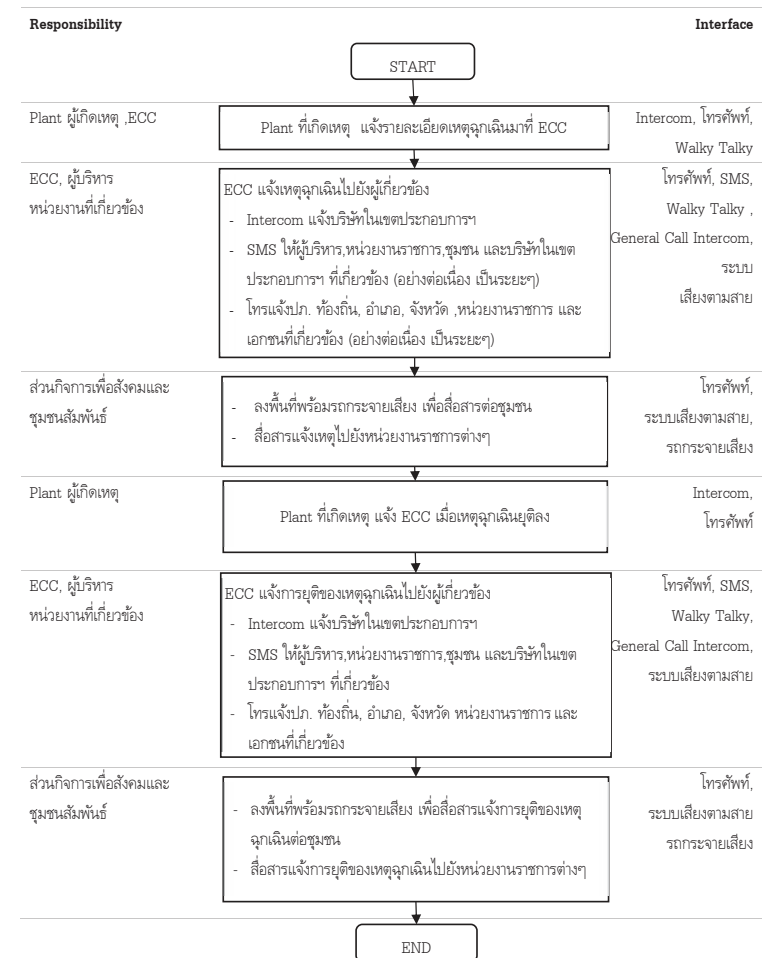 Responsibility
Interface
START
Plant ผู้เกิดเหตุ ,ECC
Plant ที่เกิดเหตุ แจ้งรายละเอียดเหตุฉุกเฉินมาที่ ECC
Intercom, โทรศัพท์,
Walky Talky
ECC, ผู้บริหาร
หน่วยงานที่เกี่ยวข้อง
ECC แจ้งเหตุฉุกเฉินไปยังผู้เกี่ยวข้อง
- Intercom แจ้งบริษัทในเขตประกอบการฯ
- SMS ให้ผู้บริหาร,หน่วยงานราชการ,ชุมชน และบริษัทในเขต
ประกอบการฯ ที่เกี่ยวข้อง (อย่างต่อเนื่อง เป็นระยะๆ)
- โทรแจ้งปภ. ท้องถิ่น, อำเภอ, จังหวัด ,หน่วยงานราชการ และ
เอกชนที่เกี่ยวข้อง (อย่างต่อเนื่อง เป็นระยะๆ)
โทรศัพท์, SMS,
Walky Talky ,
General Call Intercom,
ระบบ
เสียงตามสาย
ส่วนกิจการเพื่อสังคมและ
ชุมชนสัมพันธ์
- ลงพื้นที่พร้อมรถกระจายเสียง เพื่อสื่อสารต่อชุมชน
- สื่อสารแจ้งเหตุไปยังหน่วยงานราชการต่างๆ
โทรศัพท์,
ระบบเสียงตามสาย,
รถกระจายเสียง
Plant ผู้เกิดเหตุ
Plant ที่เกิดเหตุ แจ้ง ECC เมื่อเหตุฉุกเฉินยุติลง
Intercom,
โทรศัพท์
ECC, ผู้บริหาร
หน่วยงานที่เกี่ยวข้อง
ECC แจ้งการยุติของเหตุฉุกเฉินไปยังผู้เกี่ยวข้อง
- Intercom แจ้งบริษัทในเขตประกอบการฯ
- SMS ให้ผู้บริหาร,หน่วยงานราชการ,ชุมชน และบริษัทในเขต
ประกอบการฯ ที่เกี่ยวข้อง
- โทรแจ้งปภ. ท้องถิ่น, อำเภอ, จังหวัด หน่วยงานราชการ และ
เอกชนที่เกี่ยวข้อง
โทรศัพท์, SMS,
Walky Talky,
General Call Intercom,
ระบบเสียงตามสาย
ส่วนกิจการเพื่อสังคมและ
ชุมชนสัมพันธ์
- ลงพื้นที่พร้อมรถกระจายเสียง เพื่อสื่อสารแจ้งการยุติของเหตุ
ฉุกเฉินต่อชุมชน
- สื่อสารแจ้งการยุติของเหตุฉุกเฉินไปยังหน่วยงานราชการต่างๆ
โทรศัพท์,
ระบบเสียงตามสาย
รถกระจายเสียง
END